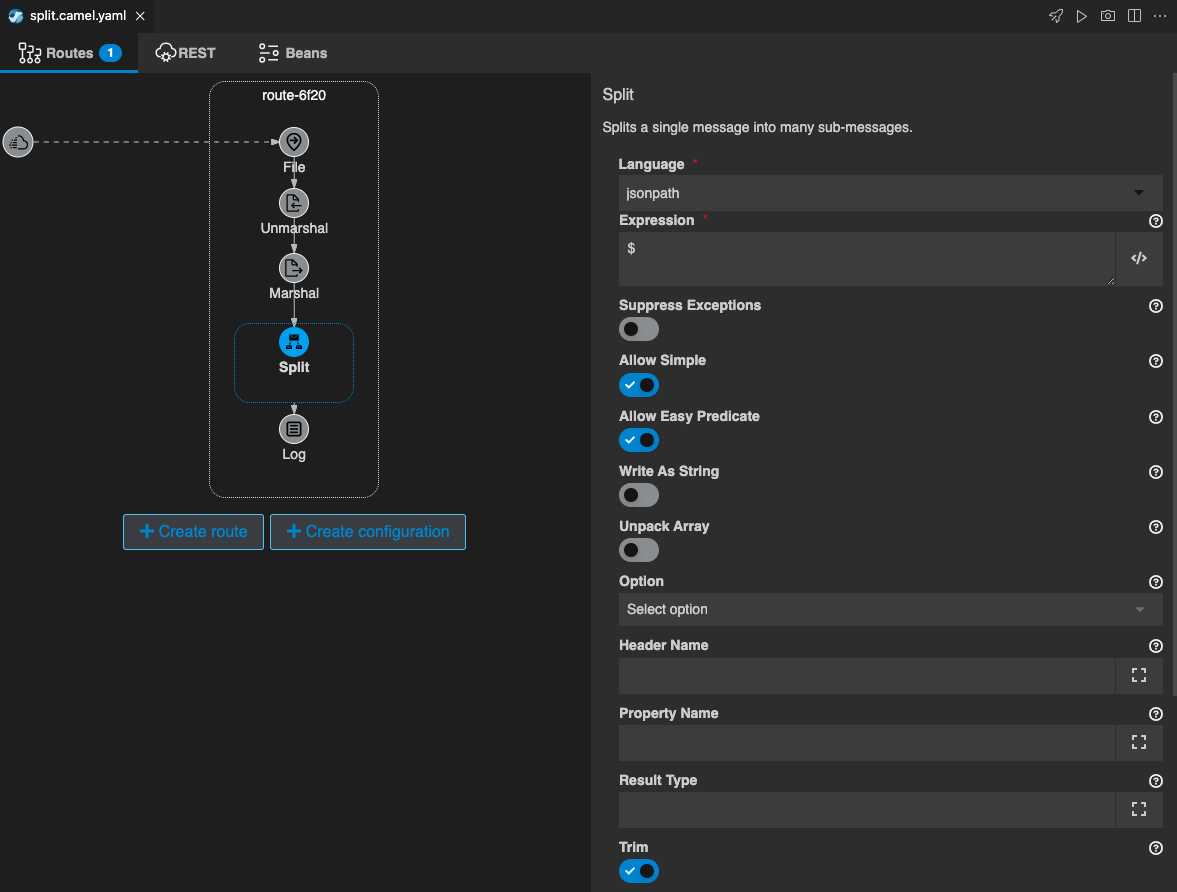 split.camel.yaml
Routes 1 REST Beans
route-6f20
File
Unmarshal
Marshal
Split
Log
+ Create route + Create configuration
Split
Splits a single message into many sub-messages.
Language *
jsonpath
Expression *
$
Suppress Exceptions
Allow Simple
Allow Easy Predicate
Write As String
Unpack Array
Option
Select option
Header Name
Property Name
Result Type
Trim